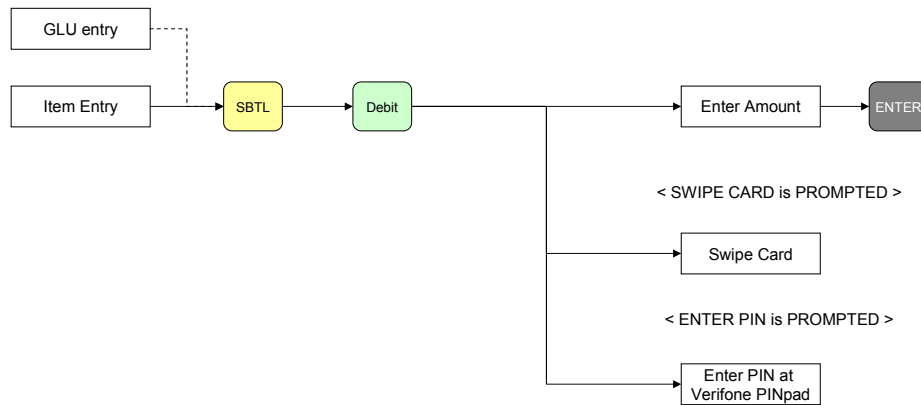 GLU entry
Item Entry
SBTL
Debit
Enter Amount
ENTER
< SWIPE CARD is PROMPTED >
Swipe Card
< ENTER PIN is PROMPTED >
Enter PIN at
Verifone PINpad